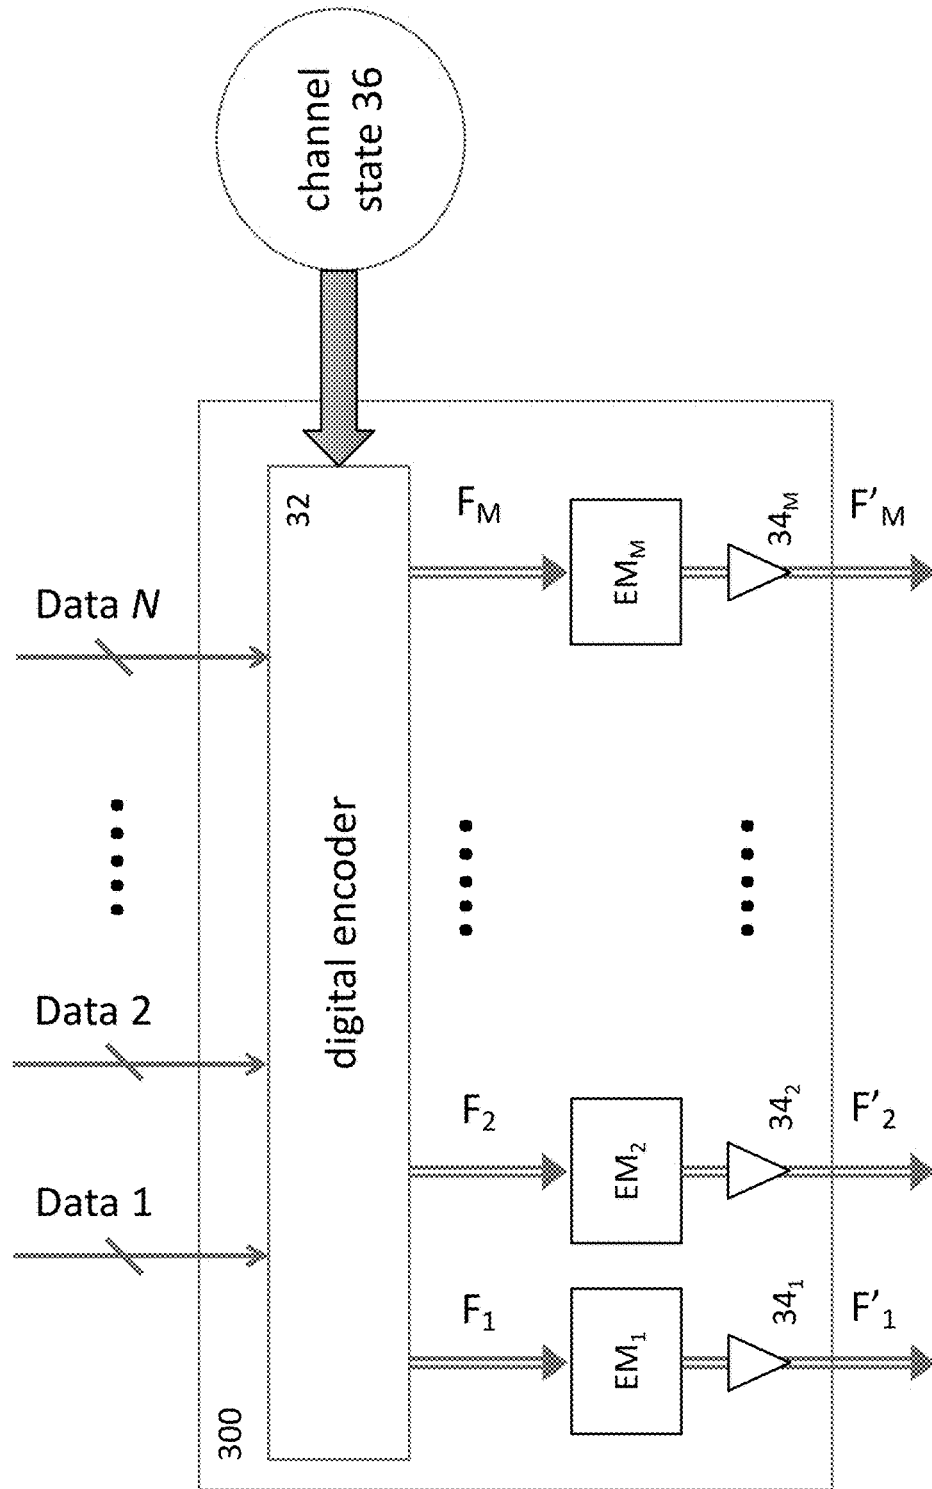 channel
state 36
Data N
Data 2
Data 1
300
32
digital encoder
F_M
F_2
F_1
EM_M
EM_2
EM_1
34_M
34_2
34_1
F'_M
F'_2
F'_1